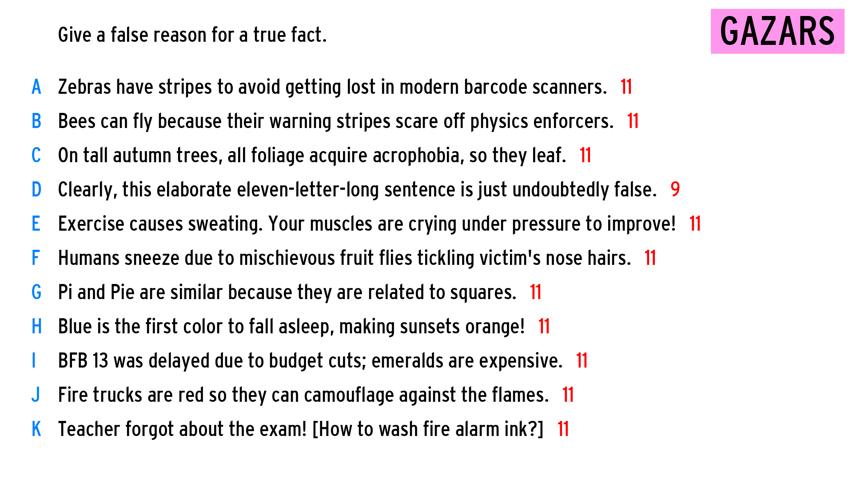 Give a false reason for a true fact.
GAZARS
A Zebras have stripes to avoid getting lost in modern barcode scanners. 11
B Bees can fly because their warning stripes scare off physics enforcers. 11
C On tall autumn trees, all foliage acquire acrophobia, so they leaf. 11
D Clearly, this elaborate eleven-letter-long sentence is just undoubtedly false. 9
E Exercise causes sweating. Your muscles are crying under pressure to improve! 11
F Humans sneeze due to mischievous fruit flies tickling victim's nose hairs. 11
G Pi and Pie are similar because they are related to squares. 11
H Blue is the first color to fall asleep, making sunsets orange! 11
I BFB 13 was delayed due to budget cuts; emeralds are expensive. 11
J Fire trucks are red so they can camouflage against the flames. 11
K Teacher forgot about the exam! [How to wash fire alarm ink?] 11